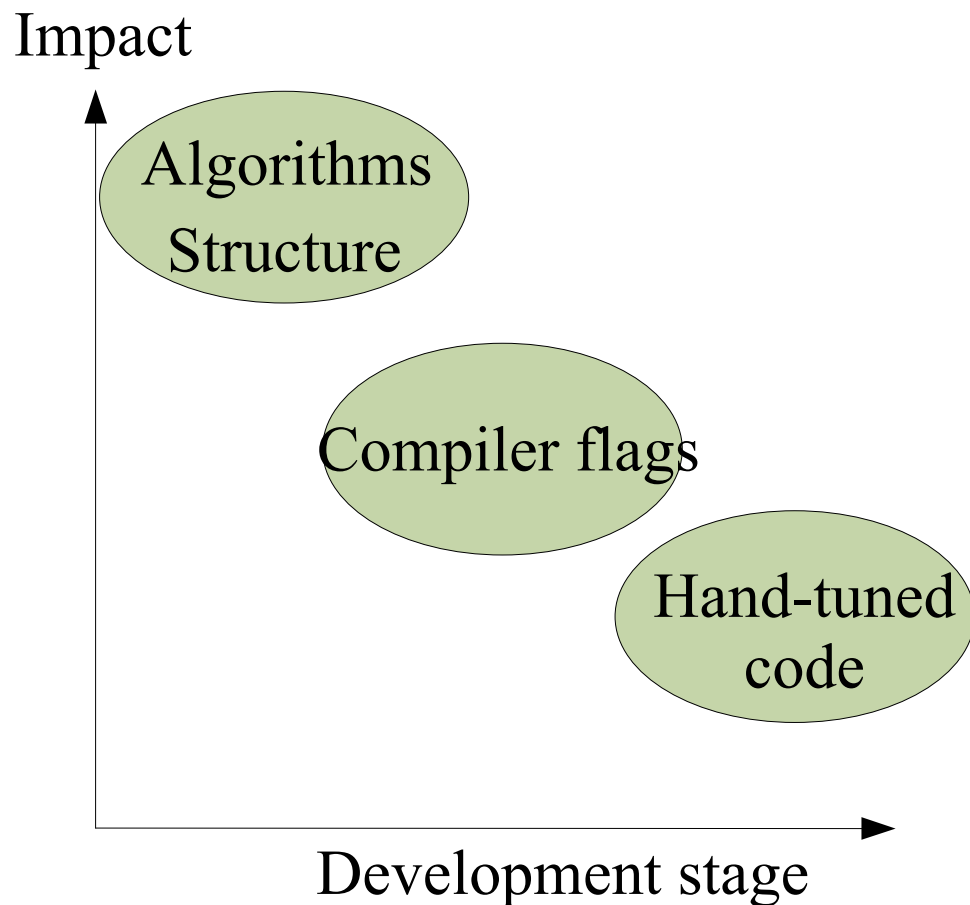 Impact
Algorithms
Structure
Compiler flags
Hand-tuned
code
Development stage